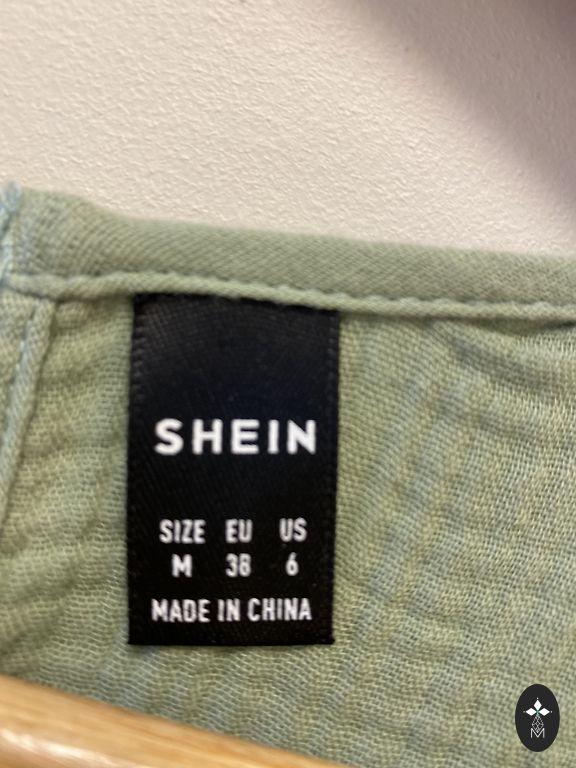 SHEIN
SIZE EU US
M 38 6
MADE IN CHINA
M